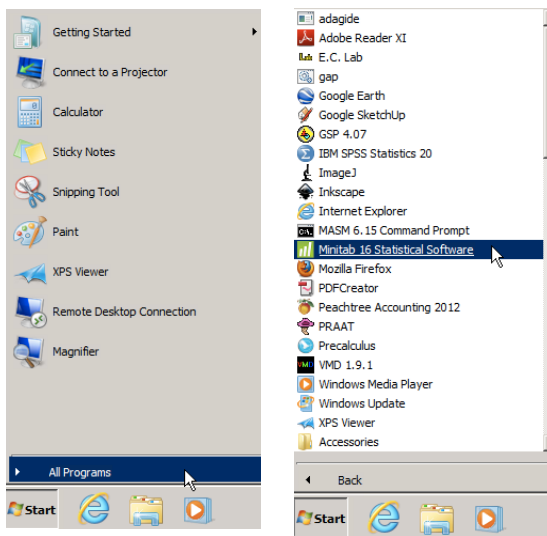 Getting Started
Connect to a Projector
Calculator
Sticky Notes
Snipping Tool
Paint
XPS Viewer
Remote Desktop Connection
Magnifier
All Programs
Start
adagide
Adobe Reader XI
E.C. Lab
gap
Google Earth
Google SketchUp
GSP 4.07
IBM SPSS Statistics 20
ImageJ
Inkscape
Internet Explorer
MASM 6.15 Command Prompt
Minitab 16 Statistical Software
Mozilla Firefox
PDFCreator
Peachtree Accounting 2012
PRAAT
Precalculus
VMD 1.9.1
Windows Media Player
Windows Update
XPS Viewer
Accessories
Back
Start